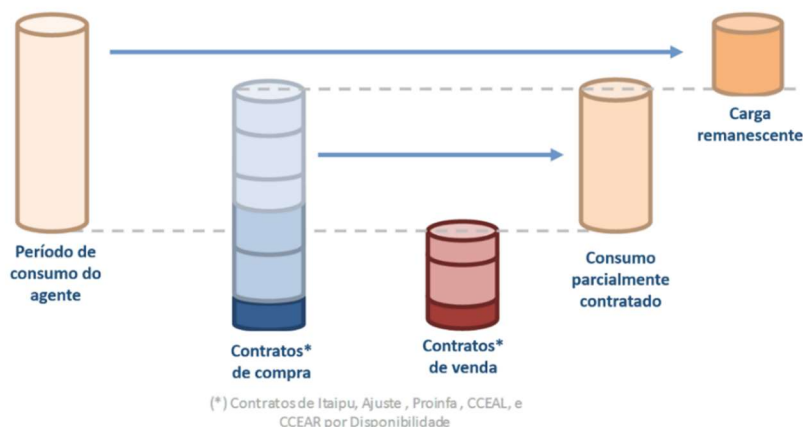 Período de
consumo do
agente
Contratos*
de compra
Contratos*
de venda
Consumo
parcialmente
contratado
Carga
remanescente
(*) Contratos de Itaipu, Ajuste , Proinfa , CCEAL, e
CCEAR por Disponibilidade